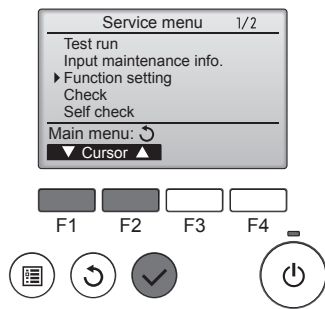 Service menu 1/2
Test run
Input maintenance info.
Function setting
Check
Self check
Main menu:
Cursor
F1 F2 F3 F4